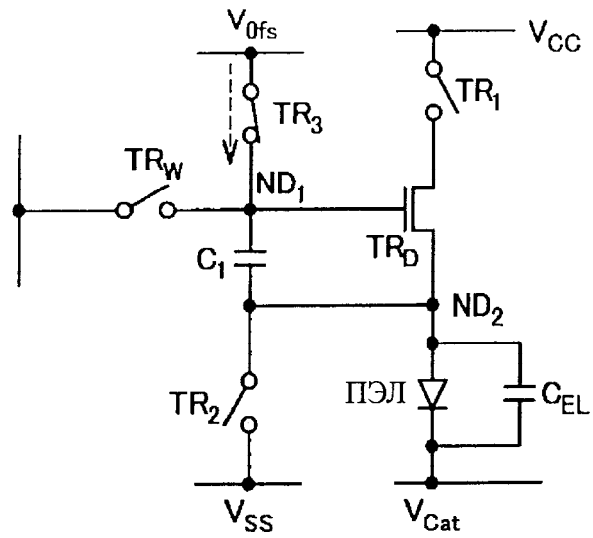 V0fs
VCC
TR1
TR3
TRW
ND1
TRD
C1
ND2
TR2
ПЭЛ
CEL
VSS
VCat